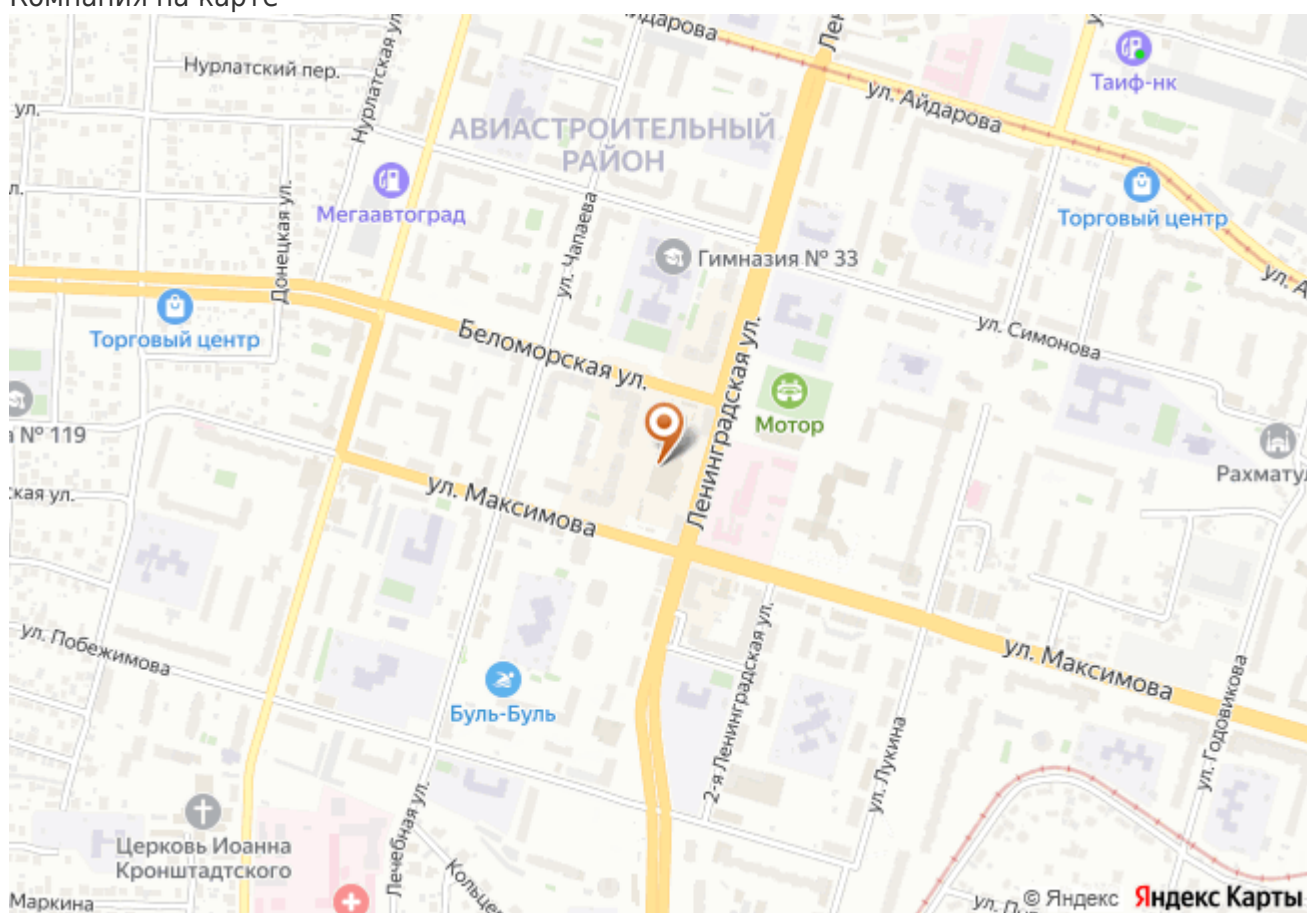 Компания на карте
Нурлатский пер.
Нурлатская ул.
ул. Айдарова
Таиф-нк
ул.
АВИАСТРОИТЕЛЬНЫЙ
РАЙОН
Мегаавтоград
Донецкая ул.
ул. Чапаева
Торговый центр
Гимназия № 33
Торговый центр
Беломорская ул.
Ленинградская ул.
ул. Симонова
Мотор
№ 119
Рахматул
ская ул.
ул. Максимова
ул. Побежимова
2-я Ленинградская ул.
ул. Максимова
Буль-Буль
ул. Лукина
ул. Годовикова
Церковь Иоанна
Кронштадтского
Лечебная ул.
Кольцев
Маркина
© Яндекс Яндекс Карты